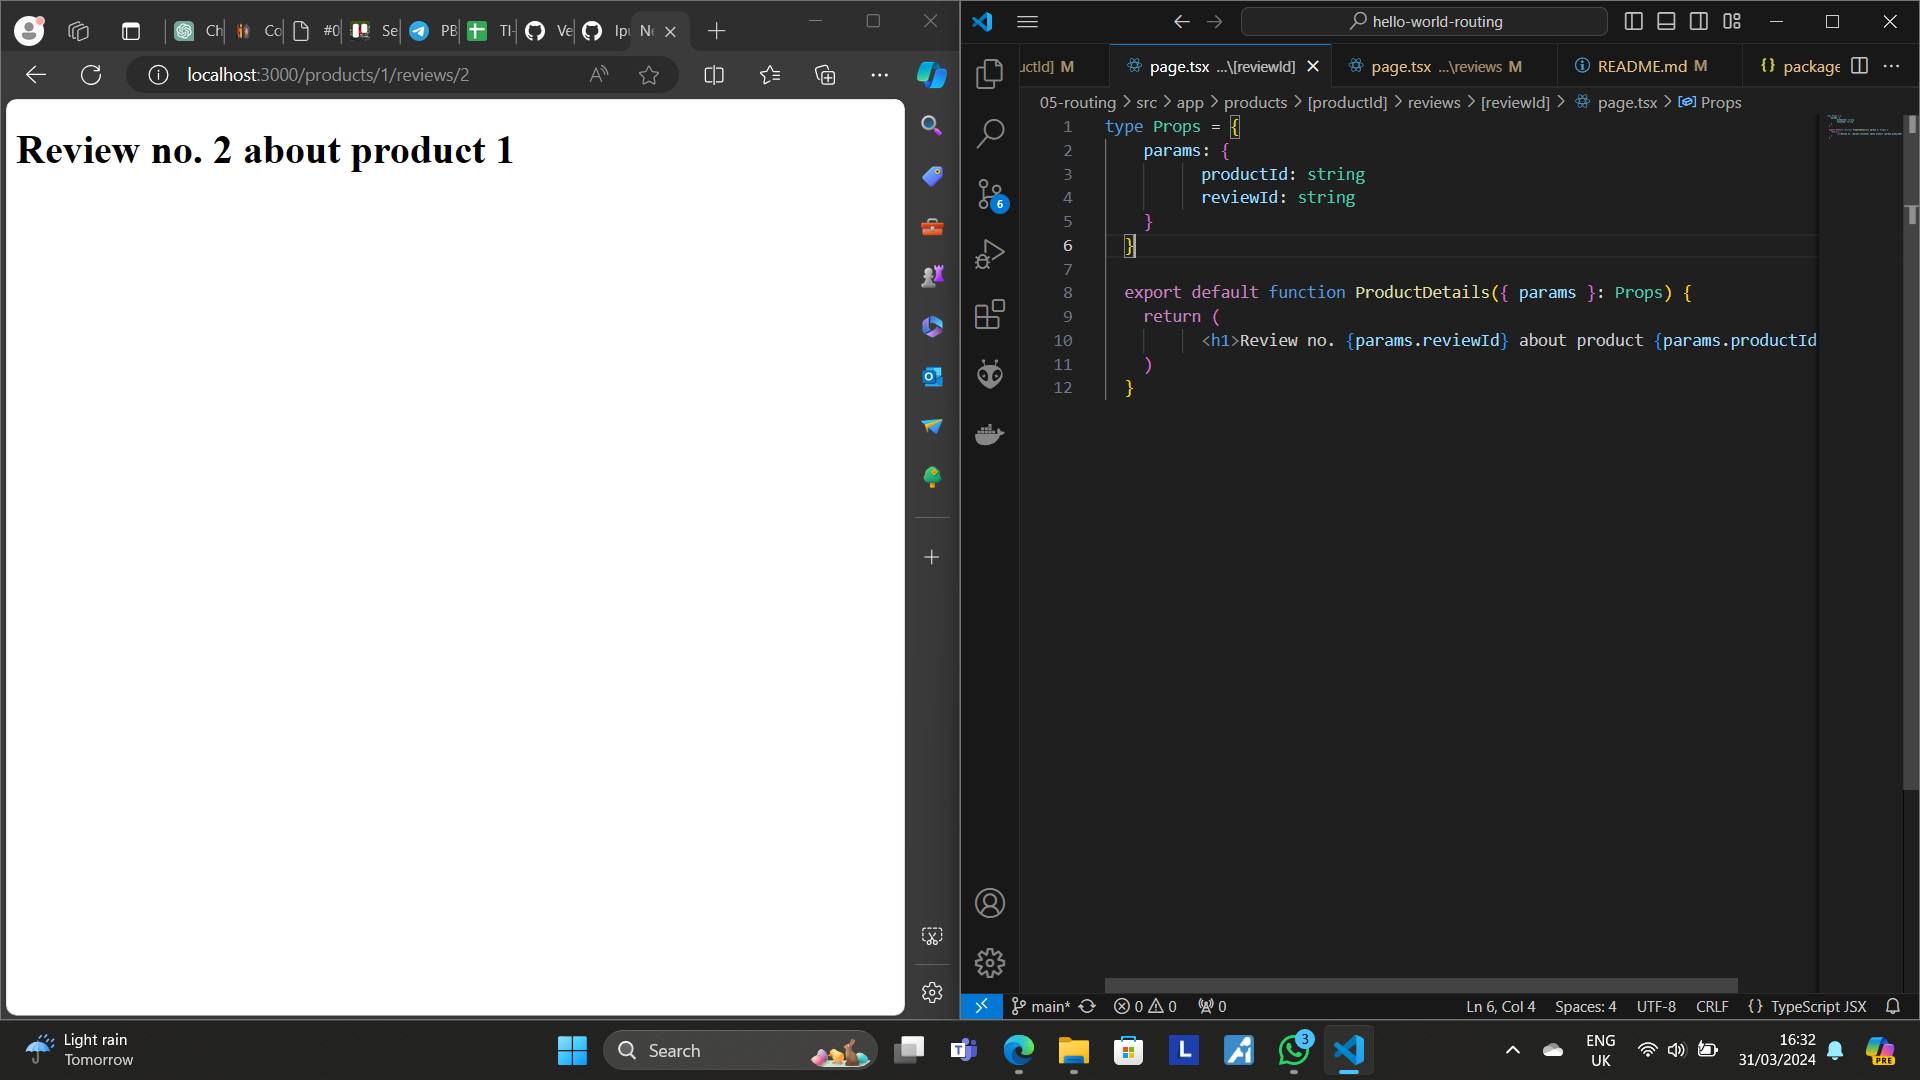 Ch
Co
#0
Se
PB
TI-
Ve
Ipu
Ne
localhost:3000/products/1/reviews/2
Review no. 2 about product 1
hello-world-routing
uctId] M
page.tsx ...\[reviewId]
page.tsx ...\reviews M
README.md M
package
05-routing > src > app > products > [productId] > reviews > [reviewId] > page.tsx > Props
1 type Props = {
2 params: {
3 productId: string
4 reviewId: string
5 }
6 }
7
8 export default function ProductDetails({ params }: Props) {
9 return (
10 <h1>Review no. {params.reviewId} about product {params.productId
11 )
12 }
6
main* 0 0 0
Ln 6, Col 4 Spaces: 4 UTF-8 CRLF {} TypeScript JSX
Light rain
Tomorrow
Search
L
3
ENG
UK
16:32
31/03/2024
PRE